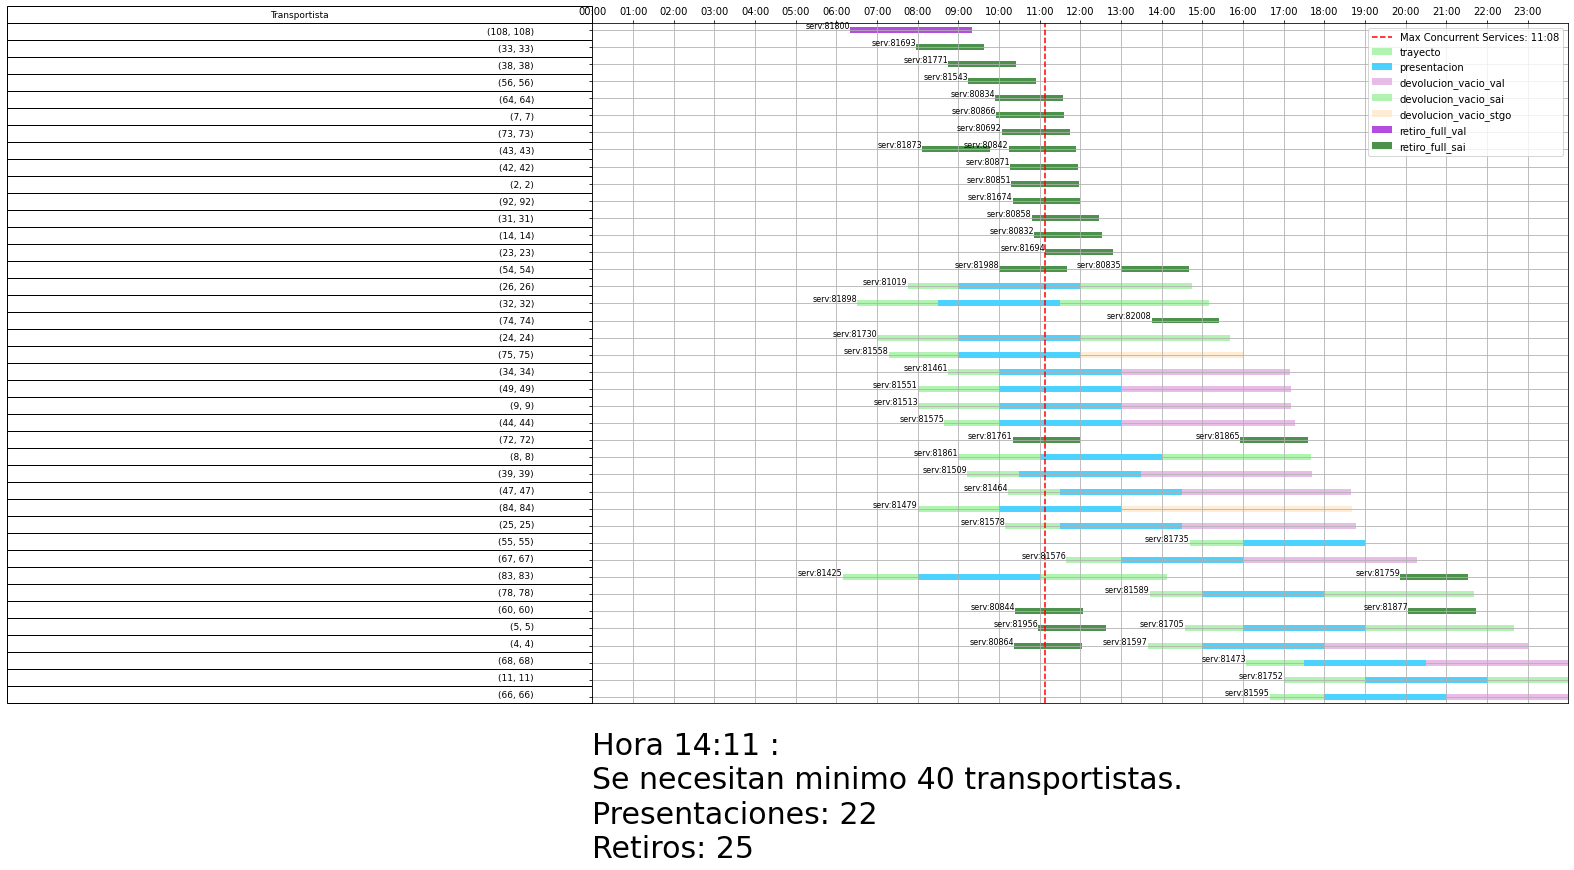 Transportista
00:00 01:00 02:00 03:00 04:00 05:00 06:00 07:00 08:00 09:00 10:00 11:00 12:00 13:00 14:00 15:00 16:00 17:00 18:00 19:00 20:00 21:00 22:00 23:00
(108, 108) serv:81800
(33, 33) serv:81693
(38, 38) serv:81771
(56, 56) serv:81543
(64, 64) serv:80834
(7, 7) serv:80866
(73, 73) serv:80692
(43, 43) serv:81873 serv:80842
(42, 42) serv:80871
(2, 2) serv:80851
(92, 92) serv:81674
(31, 31) serv:80858
(14, 14) serv:80832
(23, 23) serv:81694
(54, 54) serv:81988 serv:80835
(26, 26) serv:81019
(32, 32) serv:81898
(74, 74) serv:82008
(24, 24) serv:81730
(75, 75) serv:81558
(34, 34) serv:81461
(49, 49) serv:81551
(9, 9) serv:81513
(44, 44) serv:81575
(72, 72) serv:81761 serv:81865
(8, 8) serv:81861
(39, 39) serv:81509
(47, 47) serv:81464
(84, 84) serv:81479
(25, 25) serv:81578
(55, 55) serv:81735
(67, 67) serv:81576
(83, 83) serv:81425 serv:81759
(78, 78) serv:81589
(60, 60) serv:80844 serv:81877
(5, 5) serv:81956 serv:81705
(4, 4) serv:80864 serv:81597
(68, 68) serv:81473
(11, 11) serv:81752
(66, 66) serv:81595
Max Concurrent Services: 11:08
trayecto
presentacion
devolucion_vacio_val
devolucion_vacio_sai
devolucion_vacio_stgo
retiro_full_val
retiro_full_sai
Hora 14:11 :
Se necesitan minimo 40 transportistas.
Presentaciones: 22
Retiros: 25